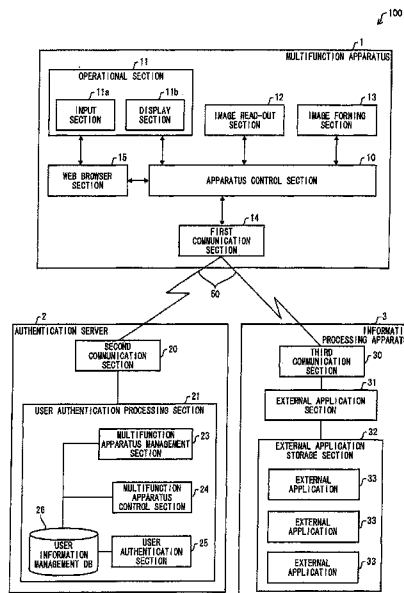 100
1
MULTIFUNCTION APPARATUS
11
OPERATIONAL SECTION
11a
INPUT
SECTION
11b
DISPLAY
SECTION
12
IMAGE READ-OUT
SECTION
13
IMAGE FORMING
SECTION
15
WEB BROWSER
SECTION
10
APPARATUS CONTROL SECTION
14
FIRST
COMMUNICATION
SECTION
50
2
AUTHENTICATION SERVER
20
SECOND
COMMUNICATION
SECTION
21
USER AUTHENTICATION PROCESSING SECTION
23
MULTIFUNCTION
APPARATUS MANAGEMENT
SECTION
24
MULTIFUNCTION
APPARATUS
CONTROL SECTION
26
USER
INFORMATION
MANAGEMENT DB
25
USER
AUTHENTICATION
SECTION
3
PROCESSING
30
THIRD
COMMUNICATION
SECTION
31
EXTERNAL APPLICATION
SECTION
32
EXTERNAL APPLICATION
STORAGE SECTION
33
EXTERNAL
APPLICATION
33
EXTERNAL
APPLICATION
33
EXTERNAL
APPLICATION